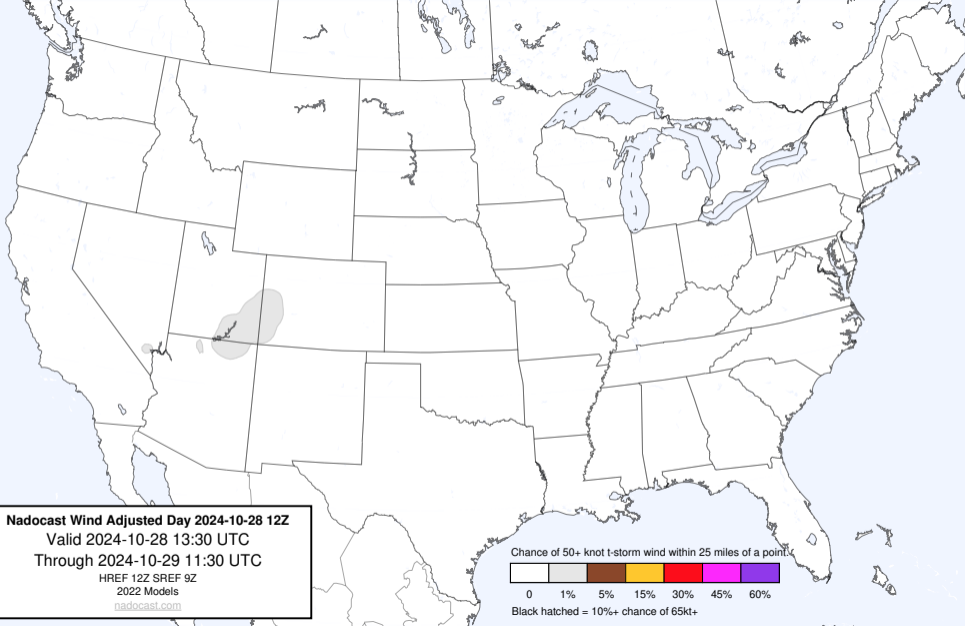 Nadocast Wind Adjusted Day 2024-10-28 12Z
Valid 2024-10-28 13:30 UTC
Through 2024-10-29 11:30 UTC
HREF 12Z SREF 9Z
2022 Models
nadocast.com
Chance of 50+ knot t-storm wind within 25 miles of a point.
0 1% 5% 15% 30% 45% 60%
Black hatched = 10%+ chance of 65kt+